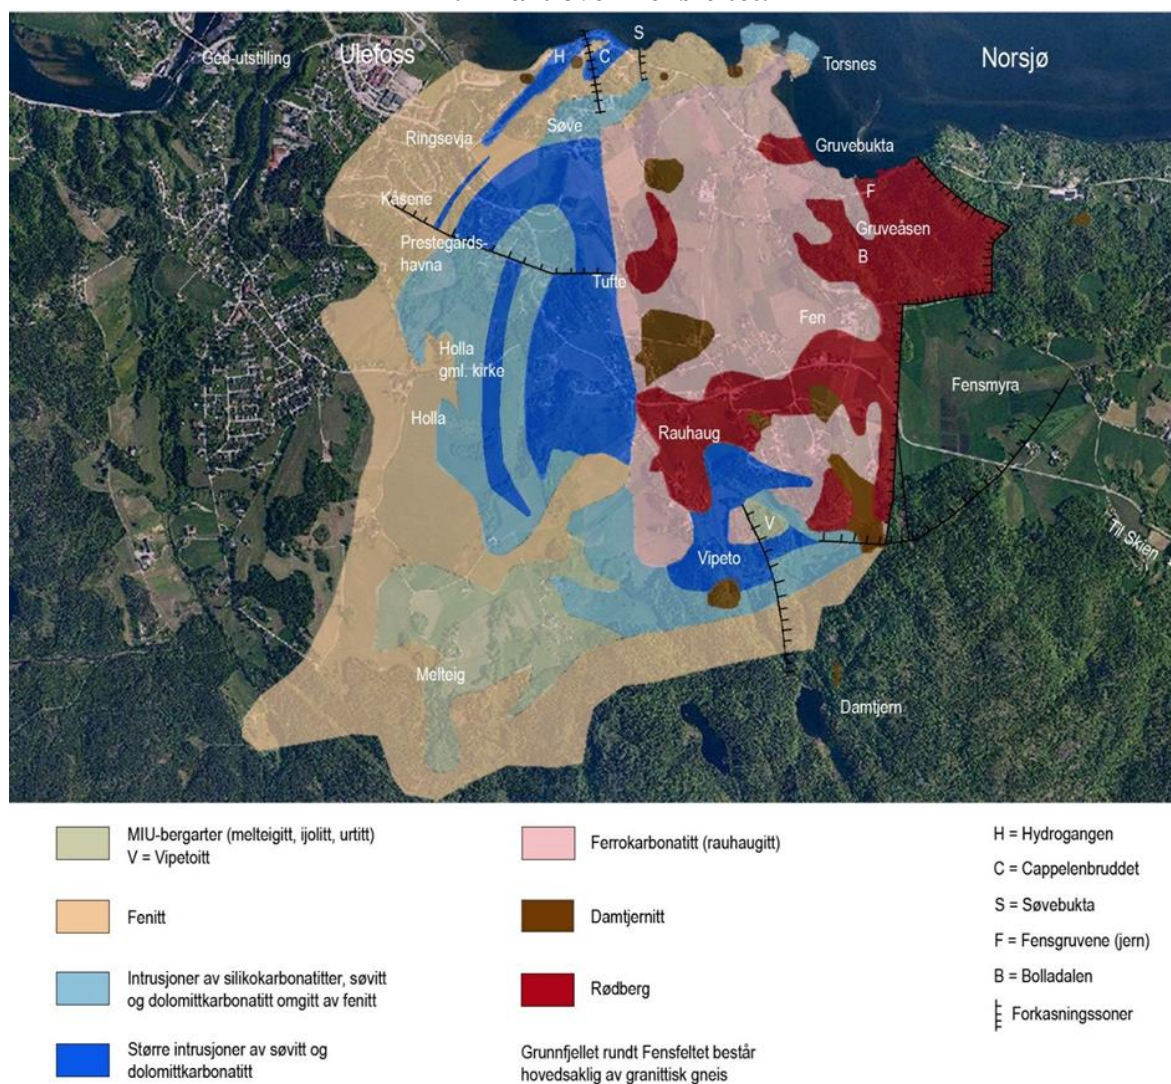 Geo-utstilling
Ulefoss
H
C
S
Torsnes
Norsjø
Ringsevja
Søve
Gruvebukta
Kåsene
F
Gruveåsen
B
Prestegårds-
havna
Tufte
Fen
Holla
gml. kirke
Fensmyra
Holla
Rauhaug
V
Vipeto
Til Skien
Melteig
Damtjern
MIU-bergarter (melteigitt, ijolitt, urtitt)
V = Vipetoitt
Fenitt
Intrusjoner av silikokarbonatitter, søvitt
og dolomittkarbonatitt omgitt av fenitt
Større intrusjoner av søvitt og
dolomittkarbonatitt
Ferrokarbonatitt (rauhaugitt)
Damtjernitt
Rødberg
Grunnfjellet rundt Fensfeltet består
hovedsaklig av granittisk gneis
H = Hydrogangen
C = Cappelenbruddet
S = Søvebukta
F = Fensgruvene (jern)
B = Bolladalen
Forkasningssoner